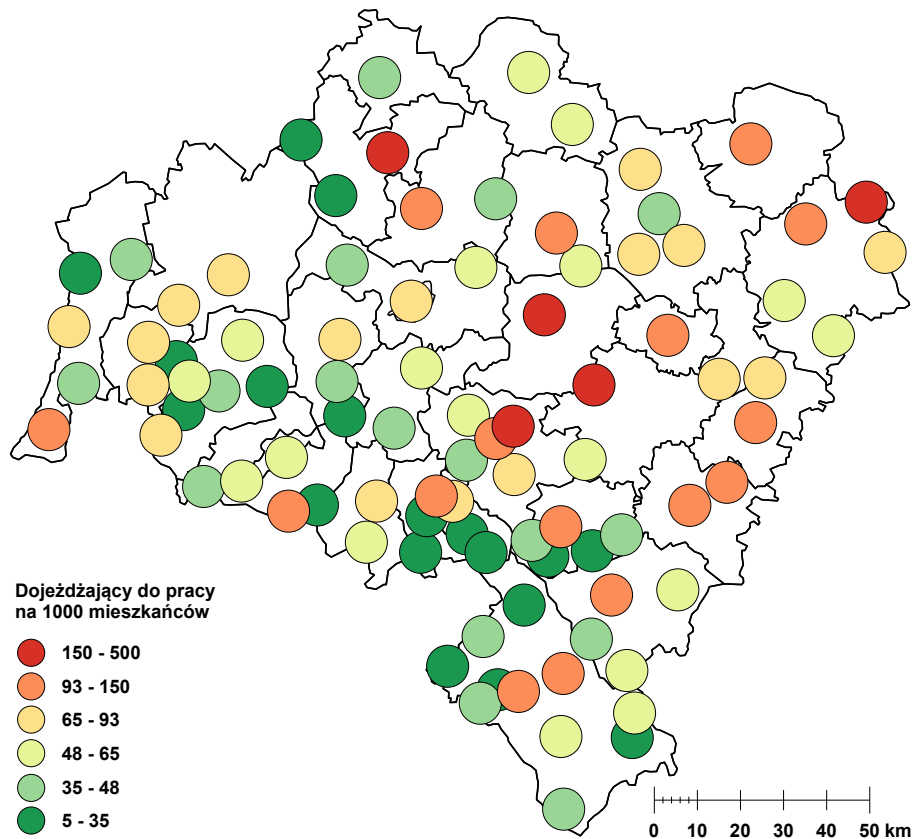 Dojeżdżający do pracy
na 1000 mieszkańców
150 - 500
93 - 150
65 - 93
48 - 65
35 - 48
5 - 35
0 10 20 30 40 50 km